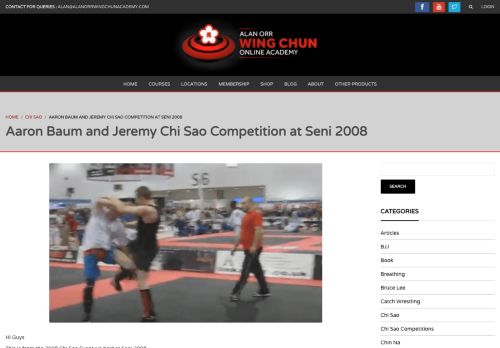 CONTACT FOR QUERIES : ALAN@ALANORRWINGCHUNACADEMY.COM
LOGIN
ALAN ORR
WING CHUN
ONLINE ACADEMY
HOME COURSES LOCATIONS MEMBERSHIP SHOP BLOG ABOUT OTHER PRODUCTS
HOME / CHI SAO / AARON BAUM AND JEREMY CHI SAO COMPETITION AT SENI 2008
Aaron Baum and Jeremy Chi Sao Competition at Seni 2008
SEARCH
CATEGORIES
Articles
BJJ
Book
Breathing
Bruce Lee
Catch Wrestling
Chi Sao
Chi Sao Competitions
Chin Na
Hi Guys